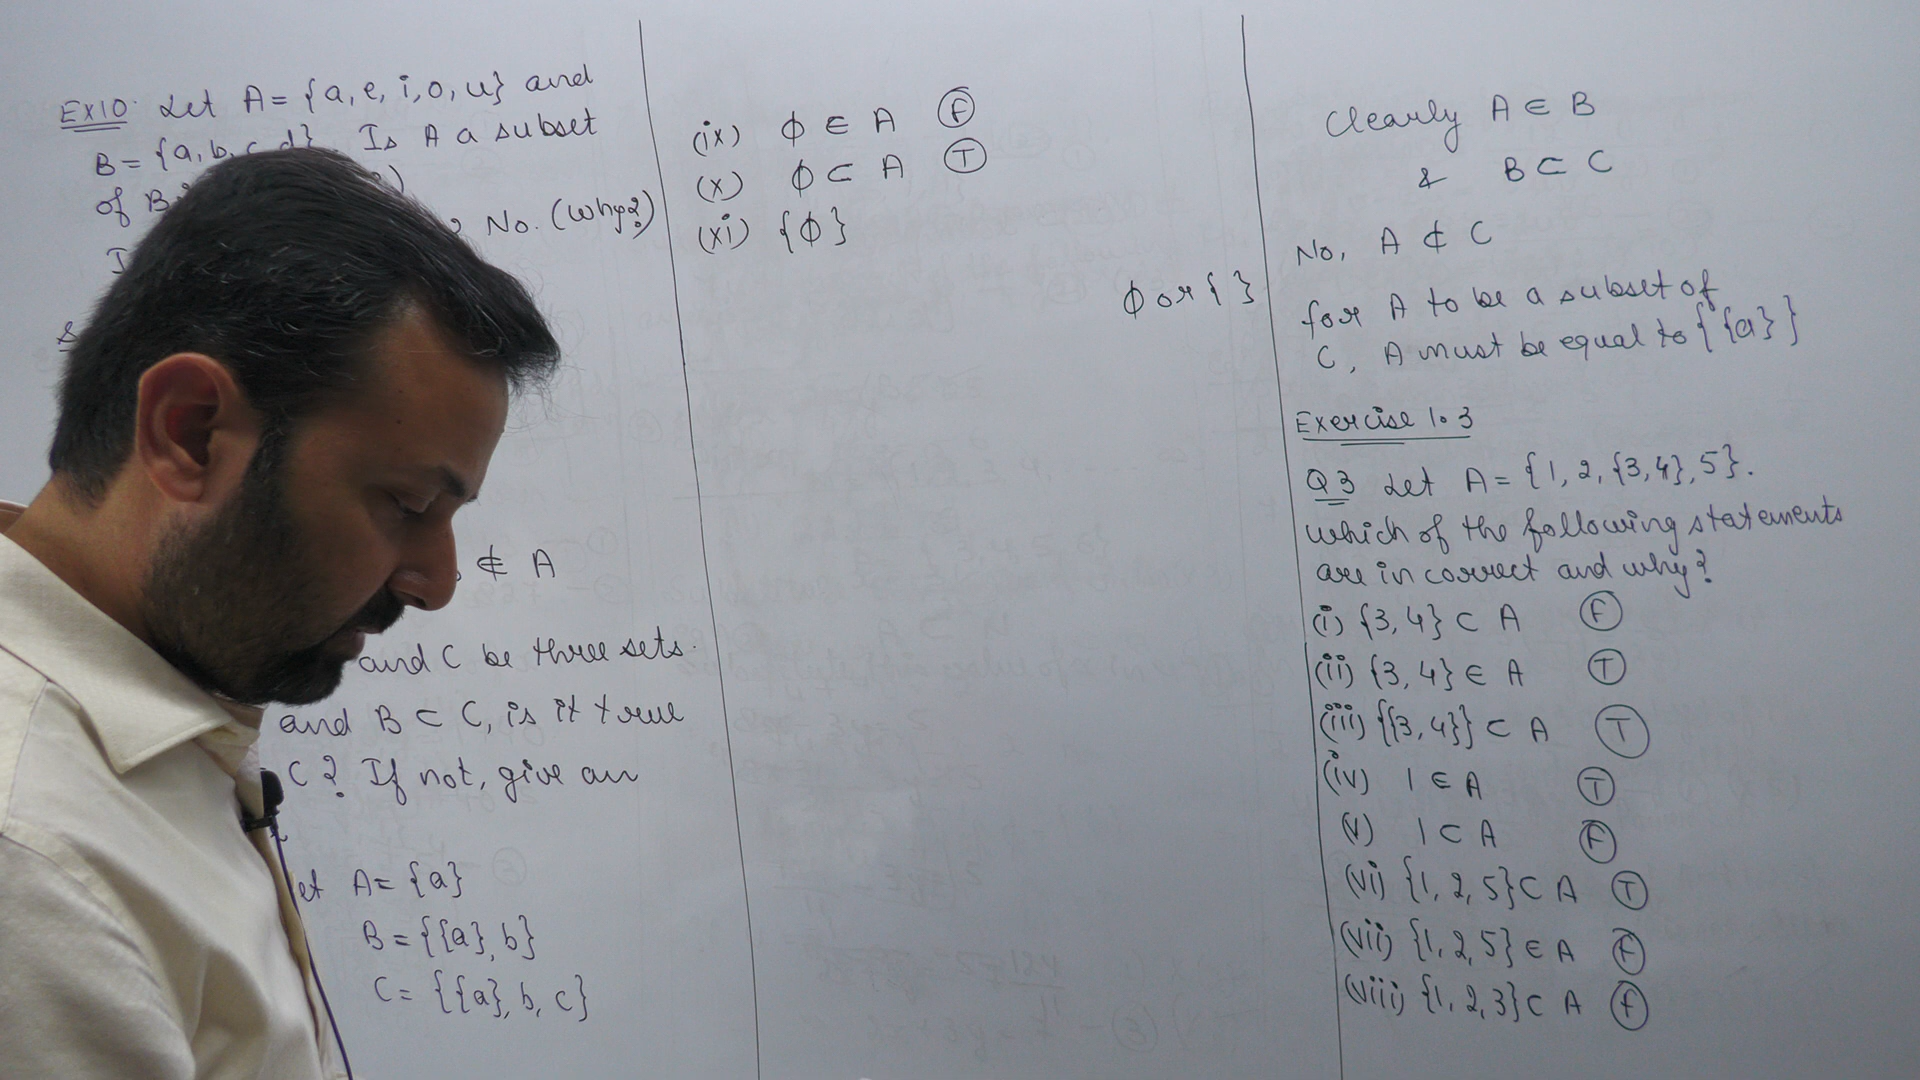 Ex10: Let A = {a, e, i, o, u} and
B = {a, b, c, d}. Is A a subset
of B
No. (Why?)
∉ A
and C be three sets.
and B ⊂ C, is it true
C? If not, give an
let A = {a}
B = {{a}, b}
C = {{a}, b, c}
(ix) ϕ ∈ A (F)
(x) ϕ ⊂ A (T)
(xi) {ϕ}
ϕ or { }
Clearly A ∈ B
& B ⊂ C
No, A ⊄ C
for A to be a subset of
C, A must be equal to {{a}}
Exercise 1.3
Q3 Let A = {1, 2, {3, 4}, 5}.
which of the following statements
are incorrect and why?
(i) {3, 4} ⊂ A (F)
(ii) {3, 4} ∈ A (T)
(iii) {{3, 4}} ⊂ A (T)
(iv) 1 ∈ A (T)
(v) 1 ⊂ A (F)
(vi) {1, 2, 5} ⊂ A (T)
(vii) {1, 2, 5} ∈ A (F)
(viii) {1, 2, 3} ⊂ A (F)